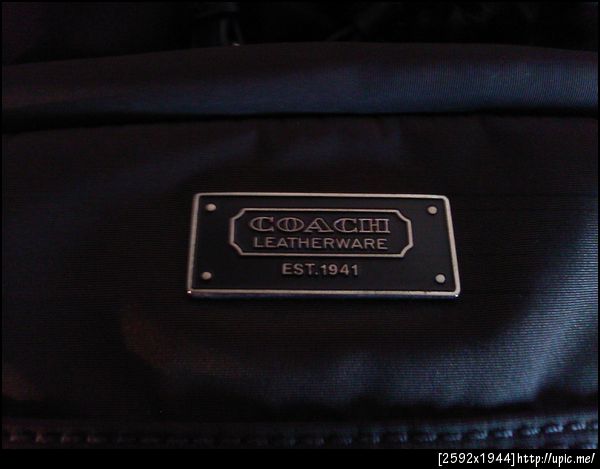 COACH
LEATHERWARE
EST.1941
[2592x1944]http://upic.me/